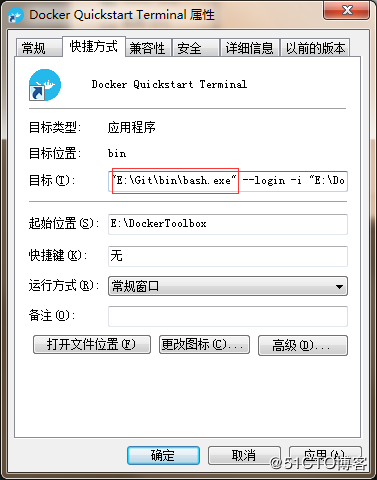 Docker Quickstart Terminal 属性
常规 快捷方式 兼容性 安全 详细信息 以前的版本
Docker Quickstart Terminal
目标类型: 应用程序
目标位置: bin
目标(T): "E:\Git\bin\bash.exe" --login -i "E:\Do
起始位置(S): E:\DockerToolbox
快捷键(K): 无
运行方式(R): 常规窗口
备注(O):
打开文件位置(F) 更改图标(C)... 高级(D)...
确定 取消 应用(A)
@51CTO博客